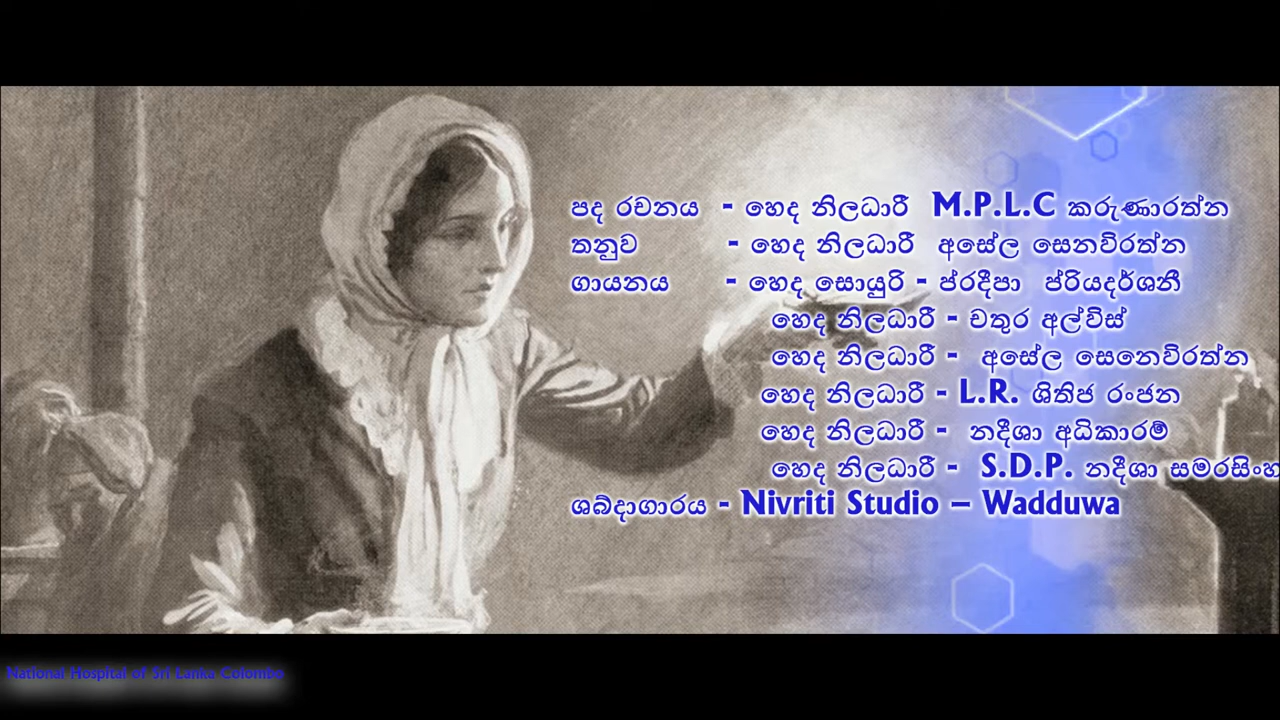 පද රචනය - හෙද නිලධාරී M.P.L.C කරුණාරත්න
තනුව - හෙද නිලධාරී අසේල සෙනවිරත්න
ගායනය - හෙද සොයුරි - ප්රදීපා ප්රියදර්ශනී
හෙද නිලධාරී - චතුර අල්විස්
හෙද නිලධාරී - අසේල සෙනෙවිරත්න
හෙද නිලධාරී - L.R. ශිතිජ රංජන
හෙද නිලධාරී - නදීශා අධිකාරම්
හෙද නිලධාරී - S.D.P. නදීශා සමරසිංහ
ශබ්දාගාරය - Nivriti Studio – Wadduwa
National Hospital of Sri Lanka Colombo